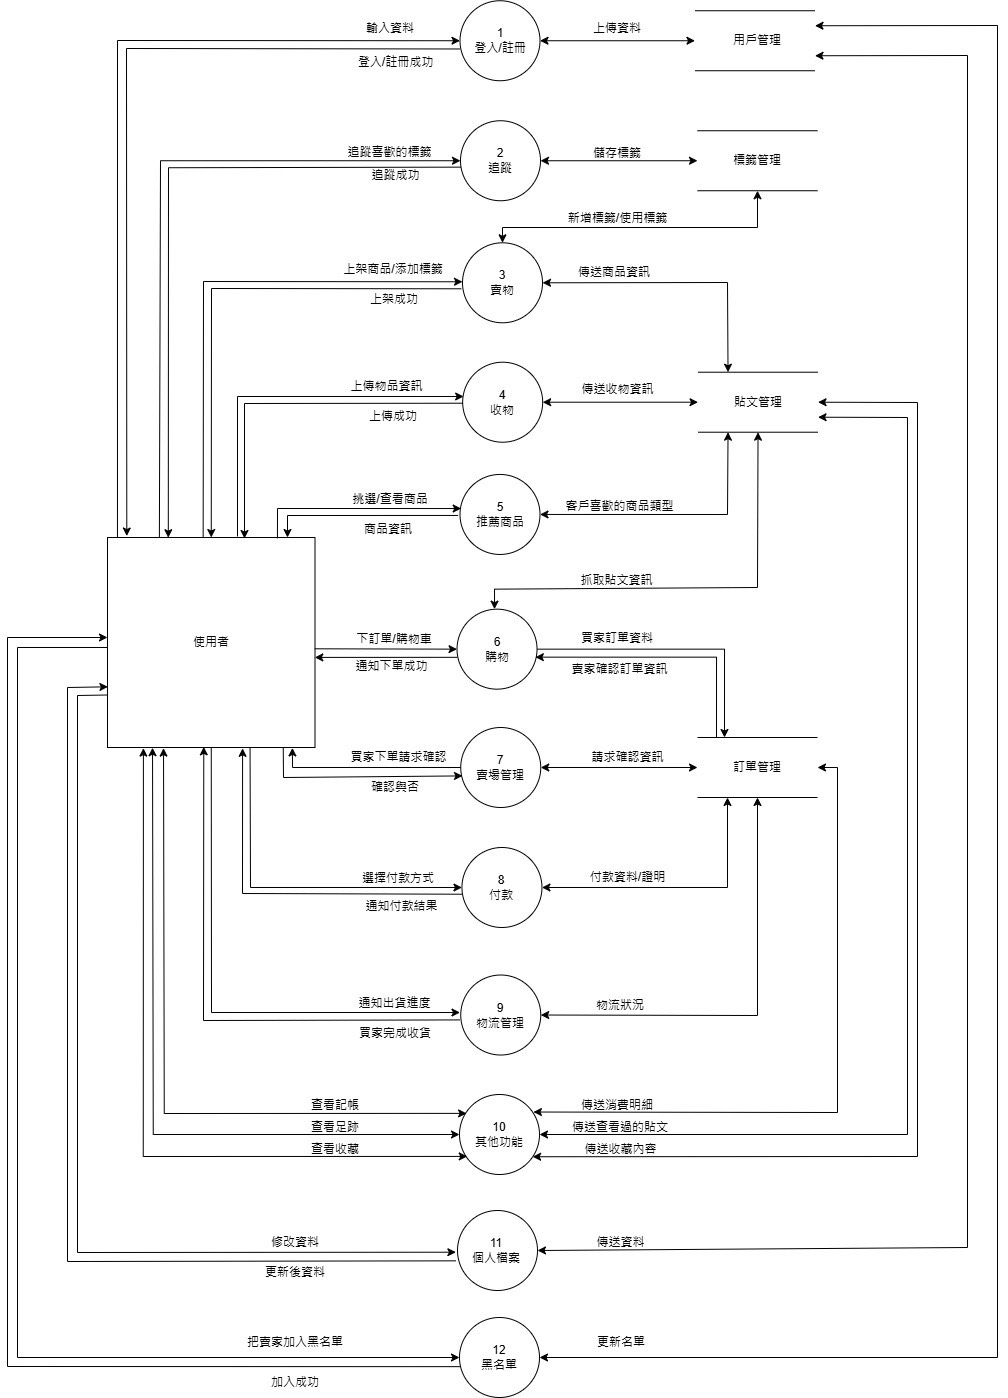 輸入資料
1
登入/註冊
上傳資料
用戶管理
登入/註冊成功
追蹤喜歡的標籤
2
追蹤
儲存標籤
標籤管理
追蹤成功
新增標籤/使用標籤
上架商品/添加標籤
3
賣物
傳送商品資訊
上架成功
上傳物品資訊
4
收物
傳送收物資訊
貼文管理
上傳成功
挑選/查看商品
5
推薦商品
客戶喜歡的商品類型
商品資訊
抓取貼文資訊
使用者
下訂單/購物車
6
購物
買家訂單資料
通知下單成功
賣家確認訂單資訊
買家下單請求確認
7
賣場管理
請求確認資訊
訂單管理
確認與否
選擇付款方式
8
付款
付款資料/證明
通知付款結果
通知出貨進度
9
物流管理
物流狀況
買家完成收貨
查看記帳
傳送消費明細
查看足跡
10
其他功能
傳送查看過的貼文
查看收藏
傳送收藏內容
修改資料
11
個人檔案
傳送資料
更新後資料
把賣家加入黑名單
12
黑名單
更新名單
加入成功